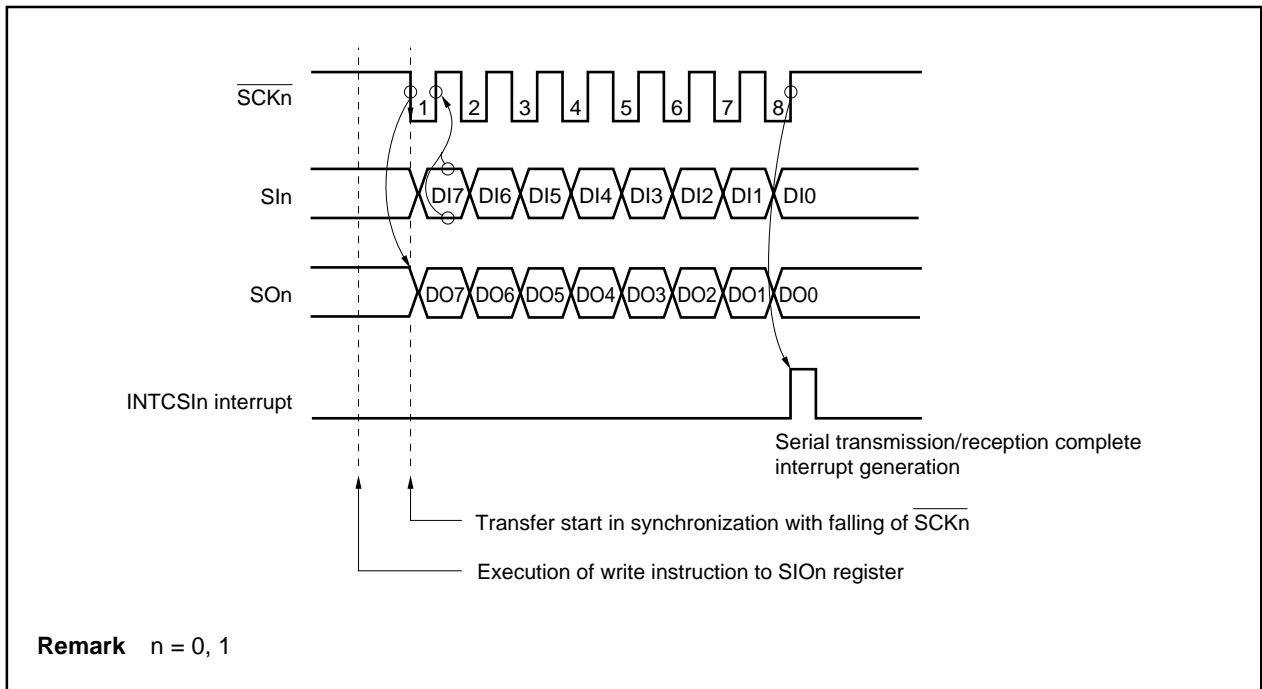 SCKn
1 2 3 4 5 6 7 8
SIn
DI7 DI6 DI5 DI4 DI3 DI2 DI1 DI0
SOn
DO7 DO6 DO5 DO4 DO3 DO2 DO1 DO0
INTCSIn interrupt
Serial transmission/reception complete
interrupt generation
Transfer start in synchronization with falling of SCKn
Execution of write instruction to SIOn register
Remark n = 0, 1